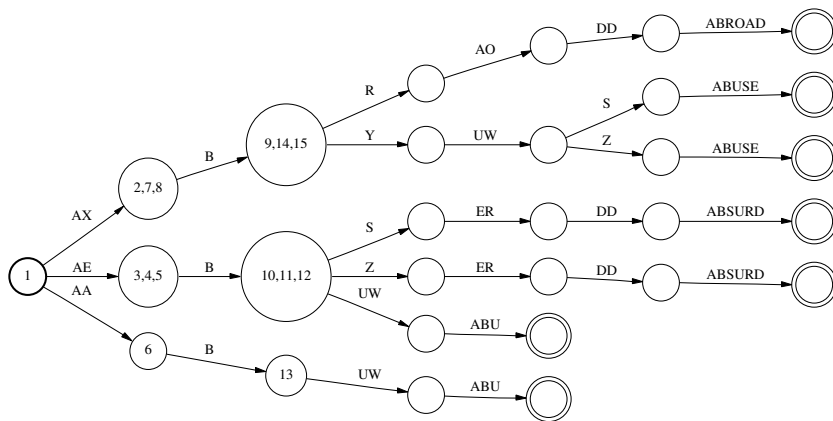 AO DD ABROAD
R S ABUSE
B 9,14,15 Y UW Z ABUSE
AX 2,7,8
S ER DD ABSURD
1 AE 3,4,5 B 10,11,12 Z ER DD ABSURD
AA UW ABU
6 B 13 UW ABU